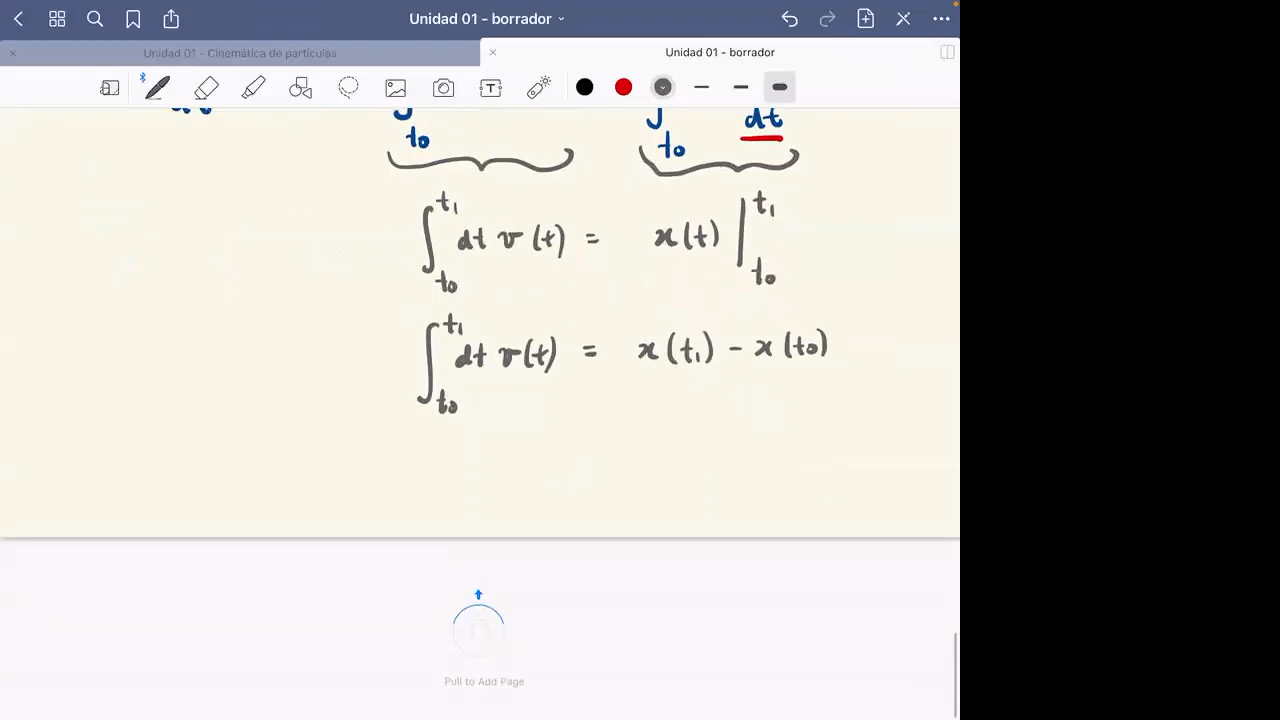 Unidad 01 - borrador
Unidad 01 - Cinemática de partículas
Unidad 01 - borrador
∫ t₀ ∫ t₀ dt
∫_{t₀}^{t₁} dt v(t) = x(t) |_{t₀}^{t₁}
∫_{t₀}^{t₁} dt v(t) = x(t₁) - x(t₀)
Pull to Add Page